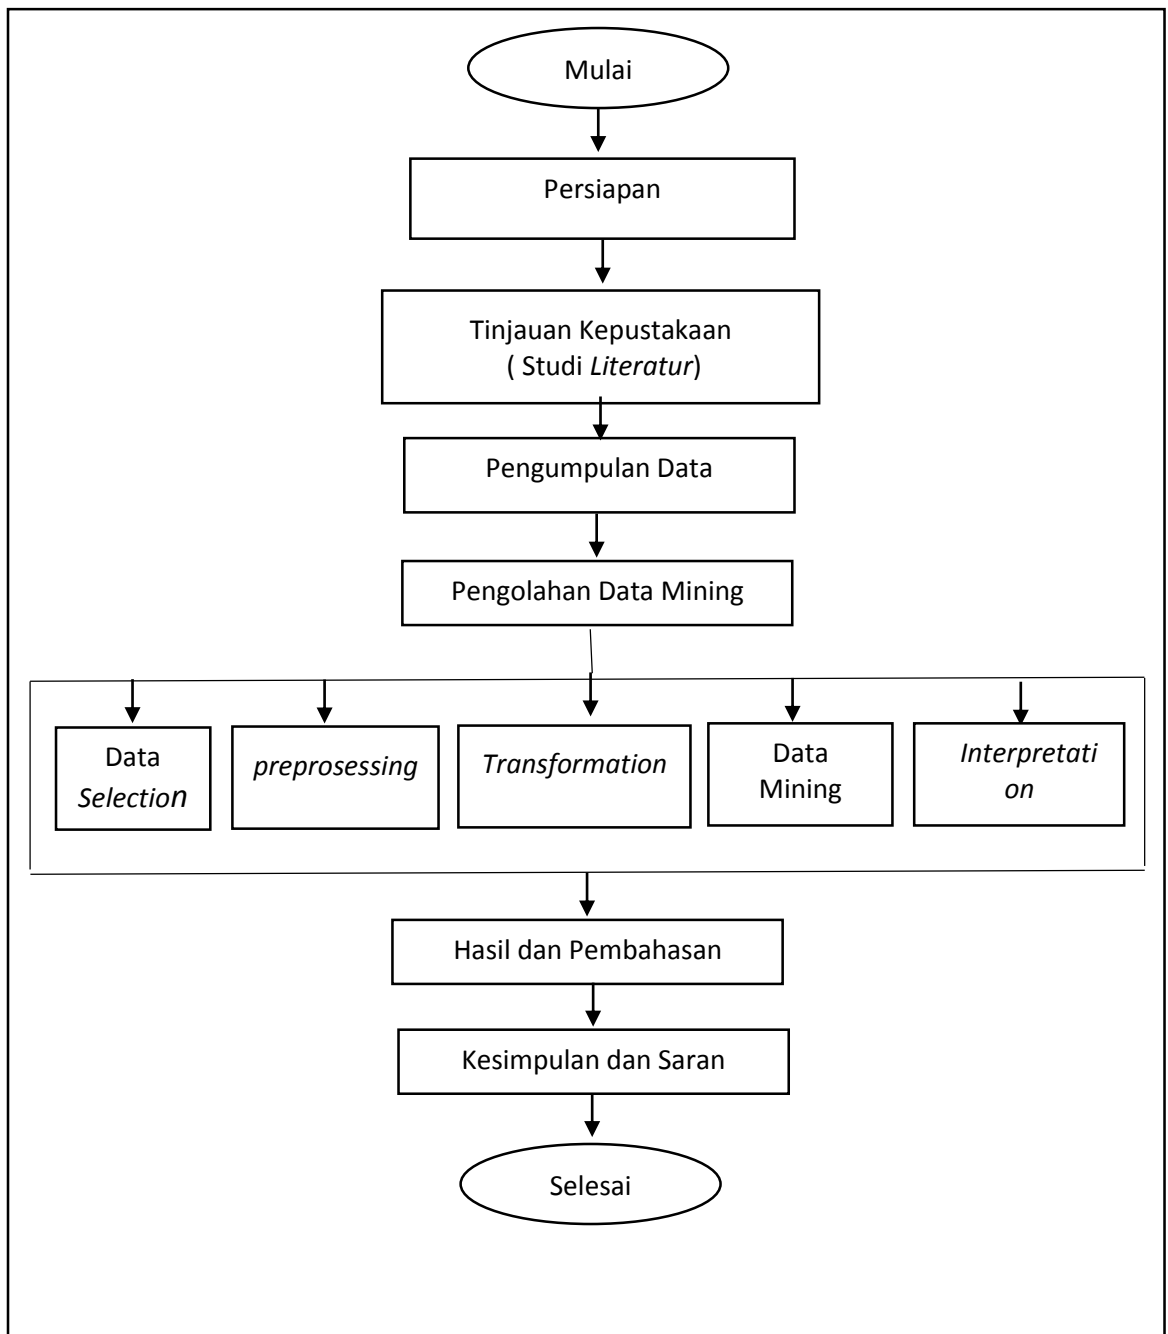 Mulai
Persiapan
Tinjauan Kepustakaan
( Studi Literatur)
Pengumpulan Data
Pengolahan Data Mining
Data
Selection
preprosessing
Transformation
Data
Mining
Interpretati
on
Hasil dan Pembahasan
Kesimpulan dan Saran
Selesai